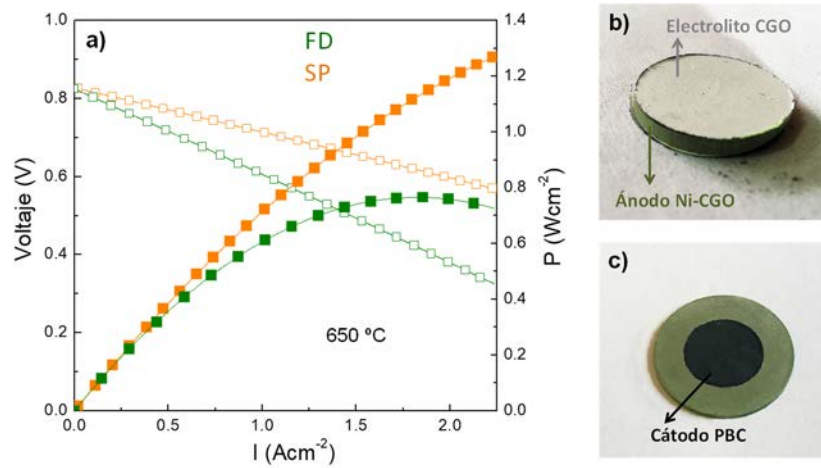 a)
FD
SP
650 ºC
Voltaje (V)
1.0
0.8
0.6
0.4
0.2
0.0
0.0 0.5 1.0 1.5 2.0
I (Acm-2)
P (Wcm-2)
1.4
1.2
1.0
0.8
0.6
0.4
0.2
0.0
b)
Electrolito CGO
Ánodo Ni-CGO
c)
Cátodo PBC